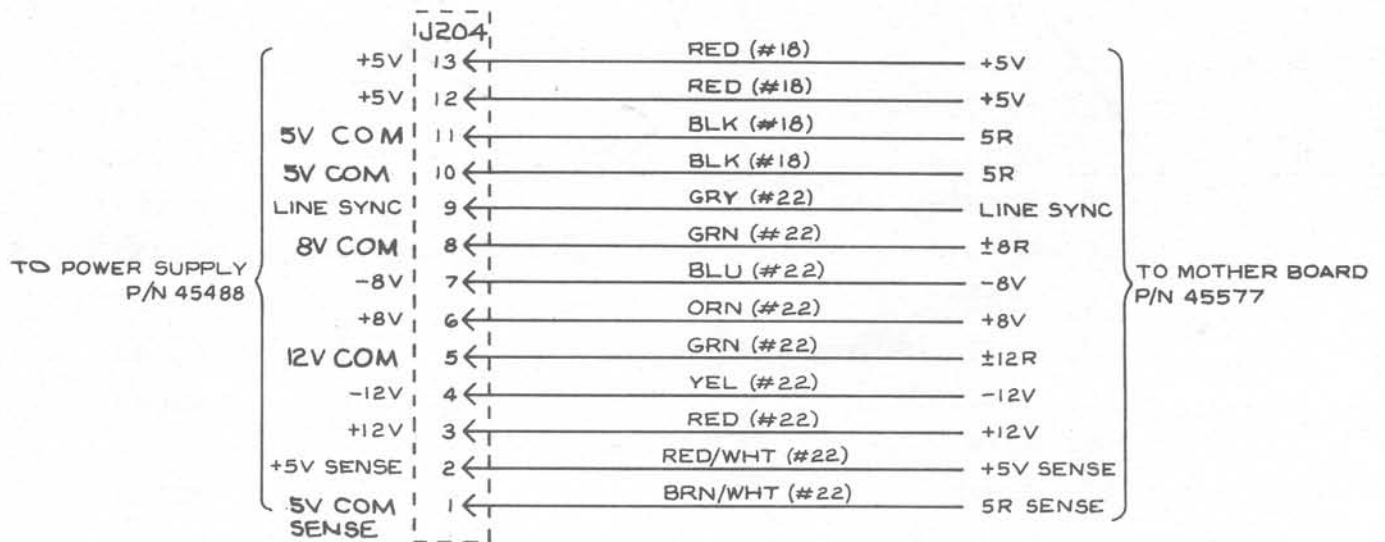 J204
+5V 13 RED (#18) +5V
+5V 12 RED (#18) +5V
5V COM 11 BLK (#18) 5R
5V COM 10 BLK (#18) 5R
LINE SYNC 9 GRY (#22) LINE SYNC
8V COM 8 GRN (#22) ±8R
-8V 7 BLU (#22) -8V
+8V 6 ORN (#22) +8V
12V COM 5 GRN (#22) ±12R
-12V 4 YEL (#22) -12V
+12V 3 RED (#22) +12V
+5V SENSE 2 RED/WHT (#22) +5V SENSE
5V COM 1 BRN/WHT (#22) 5R SENSE
SENSE
TO POWER SUPPLY
P/N 45488
TO MOTHER BOARD
P/N 45577